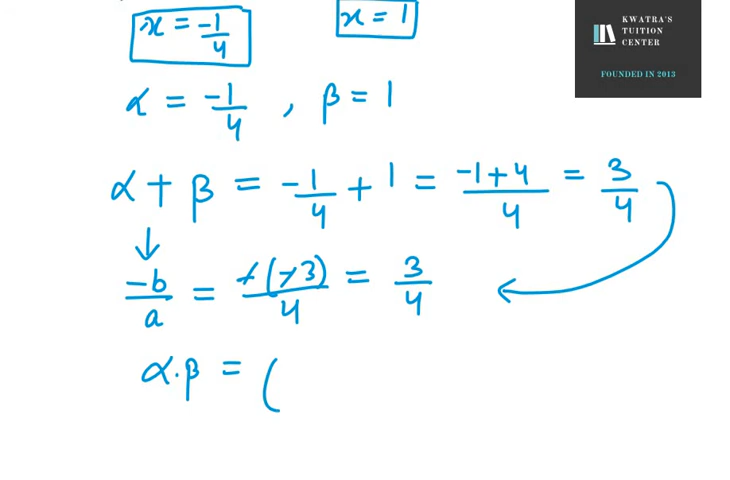 x = -1/4    x = 1
KWATRA'S
TUITION
CENTER
FOUNDED IN 2013
α = -1/4 , β = 1
α + β = -1/4 + 1 = -1+4/4 = 3/4
-b/a = -(-3)/4 = 3/4
α.β = (